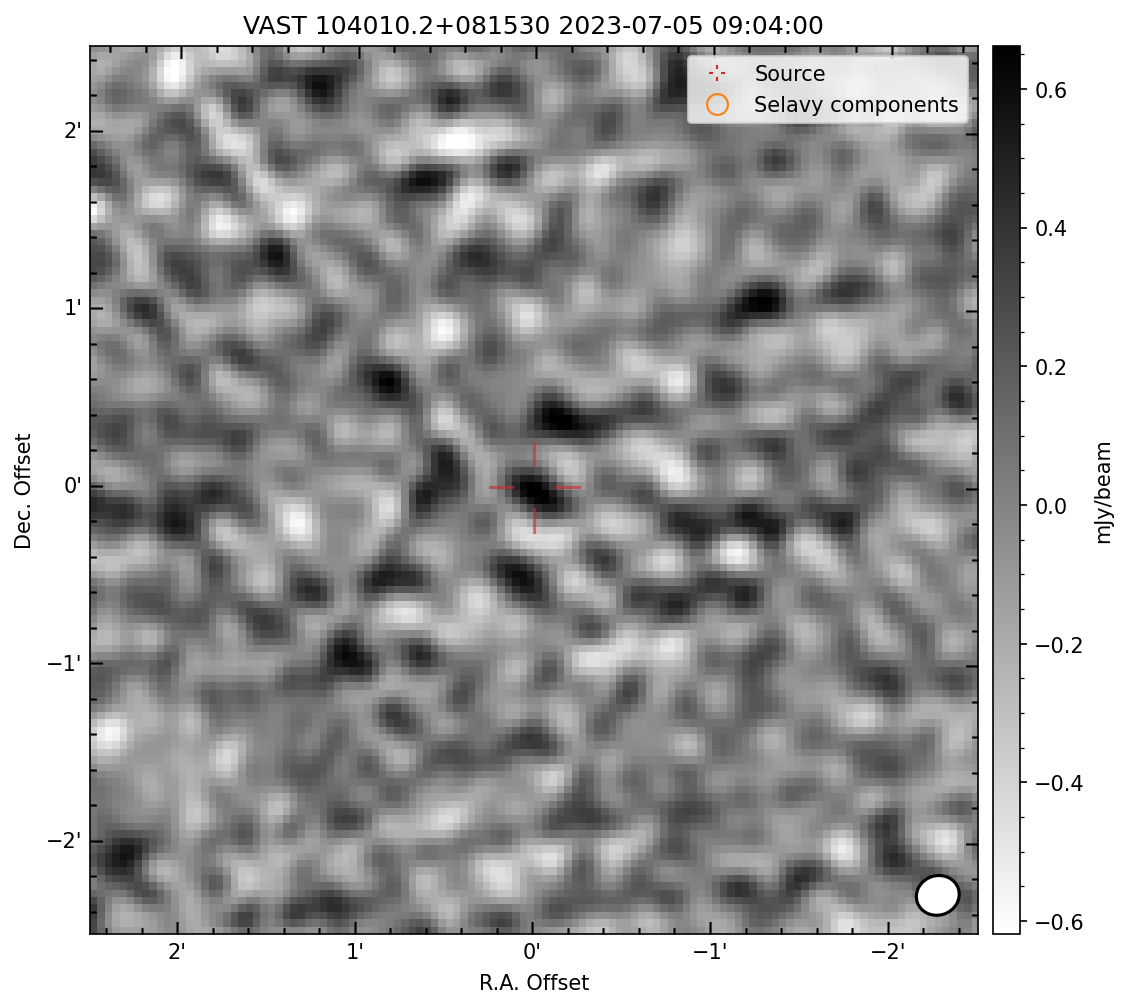 VAST 104010.2+081530 2023-07-05 09:04:00
Source
Selavy components
2'
1'
0'
−1'
−2'
Dec. Offset
2'
1'
0'
−1'
−2'
R.A. Offset
0.6
0.4
0.2
0.0
−0.2
−0.4
−0.6
mJy/beam